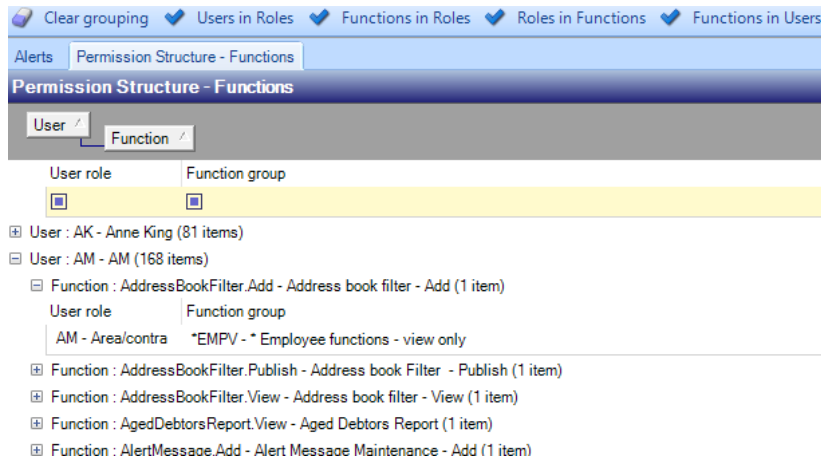 Clear grouping Users in Roles Functions in Roles Roles in Functions Functions in Users
Alerts Permission Structure - Functions
Permission Structure - Functions
User
Function
User role Function group
User : AK - Anne King (81 items)
User : AM - AM (168 items)
Function : AddressBookFilter.Add - Address book filter - Add (1 item)
User role Function group
AM - Area/contra *EMPV - * Employee functions - view only
Function : AddressBookFilter.Publish - Address book Filter - Publish (1 item)
Function : AddressBookFilter.View - Address book filter - View (1 item)
Function : AgedDebtorsReport.View - Aged Debtors Report (1 item)
Function : AlertMessage.Add - Alert Message Maintenance - Add (1 item)